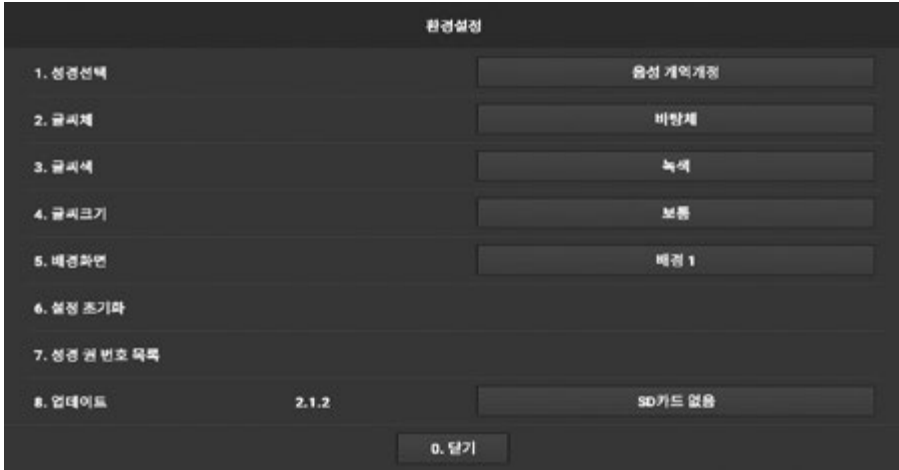 환경설정
1. 성경선택 음성 개역개정
2. 글씨체 바탕체
3. 글씨색 녹색
4. 글씨크기 보통
5. 배경화면 배경 1
6. 설정 초기화
7. 성경 권 번호 목록
8. 업데이트 2.1.2 SD카드 없음
0. 닫기